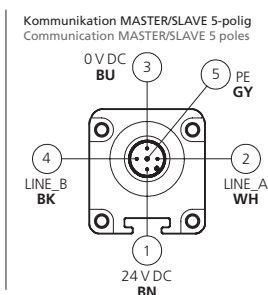 Kommunikation MASTER/SLAVE 5-polig
Communication MASTER/SLAVE 5 poles
0 V DC
BU
3
5
PE
GY
4
LINE_B
BK
2
LINE_A
WH
1
24 V DC
BN